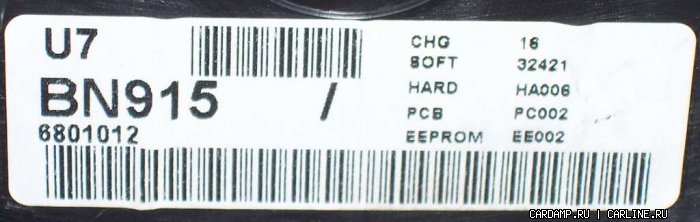 U7
BN915 /
6801012
CHG 16
SOFT 32421
HARD HA006
PCB PC002
EEPROM EE002
CARDAMP.RU | CARLINE.RU